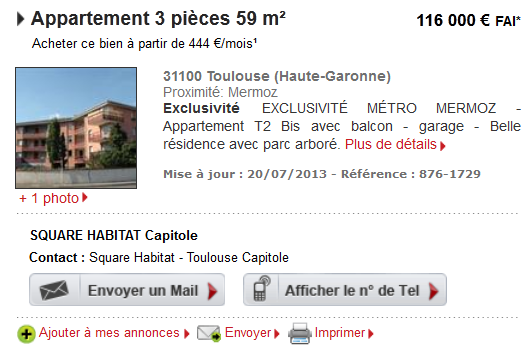 Appartement 3 pièces 59 m²
116 000 € FAI*
Acheter ce bien à partir de 444 €/mois¹
31100 Toulouse (Haute-Garonne)
Proximité: Mermoz
Exclusivité EXCLUSIVITÉ MÉTRO MERMOZ -
Appartement T2 Bis avec balcon - garage - Belle
résidence avec parc arboré. Plus de détails
Mise à jour : 20/07/2013 - Référence : 876-1729
+ 1 photo
SQUARE HABITAT Capitole
Contact : Square Habitat - Toulouse Capitole
Envoyer un Mail
Afficher le n° de Tel
Ajouter à mes annonces
Envoyer
Imprimer